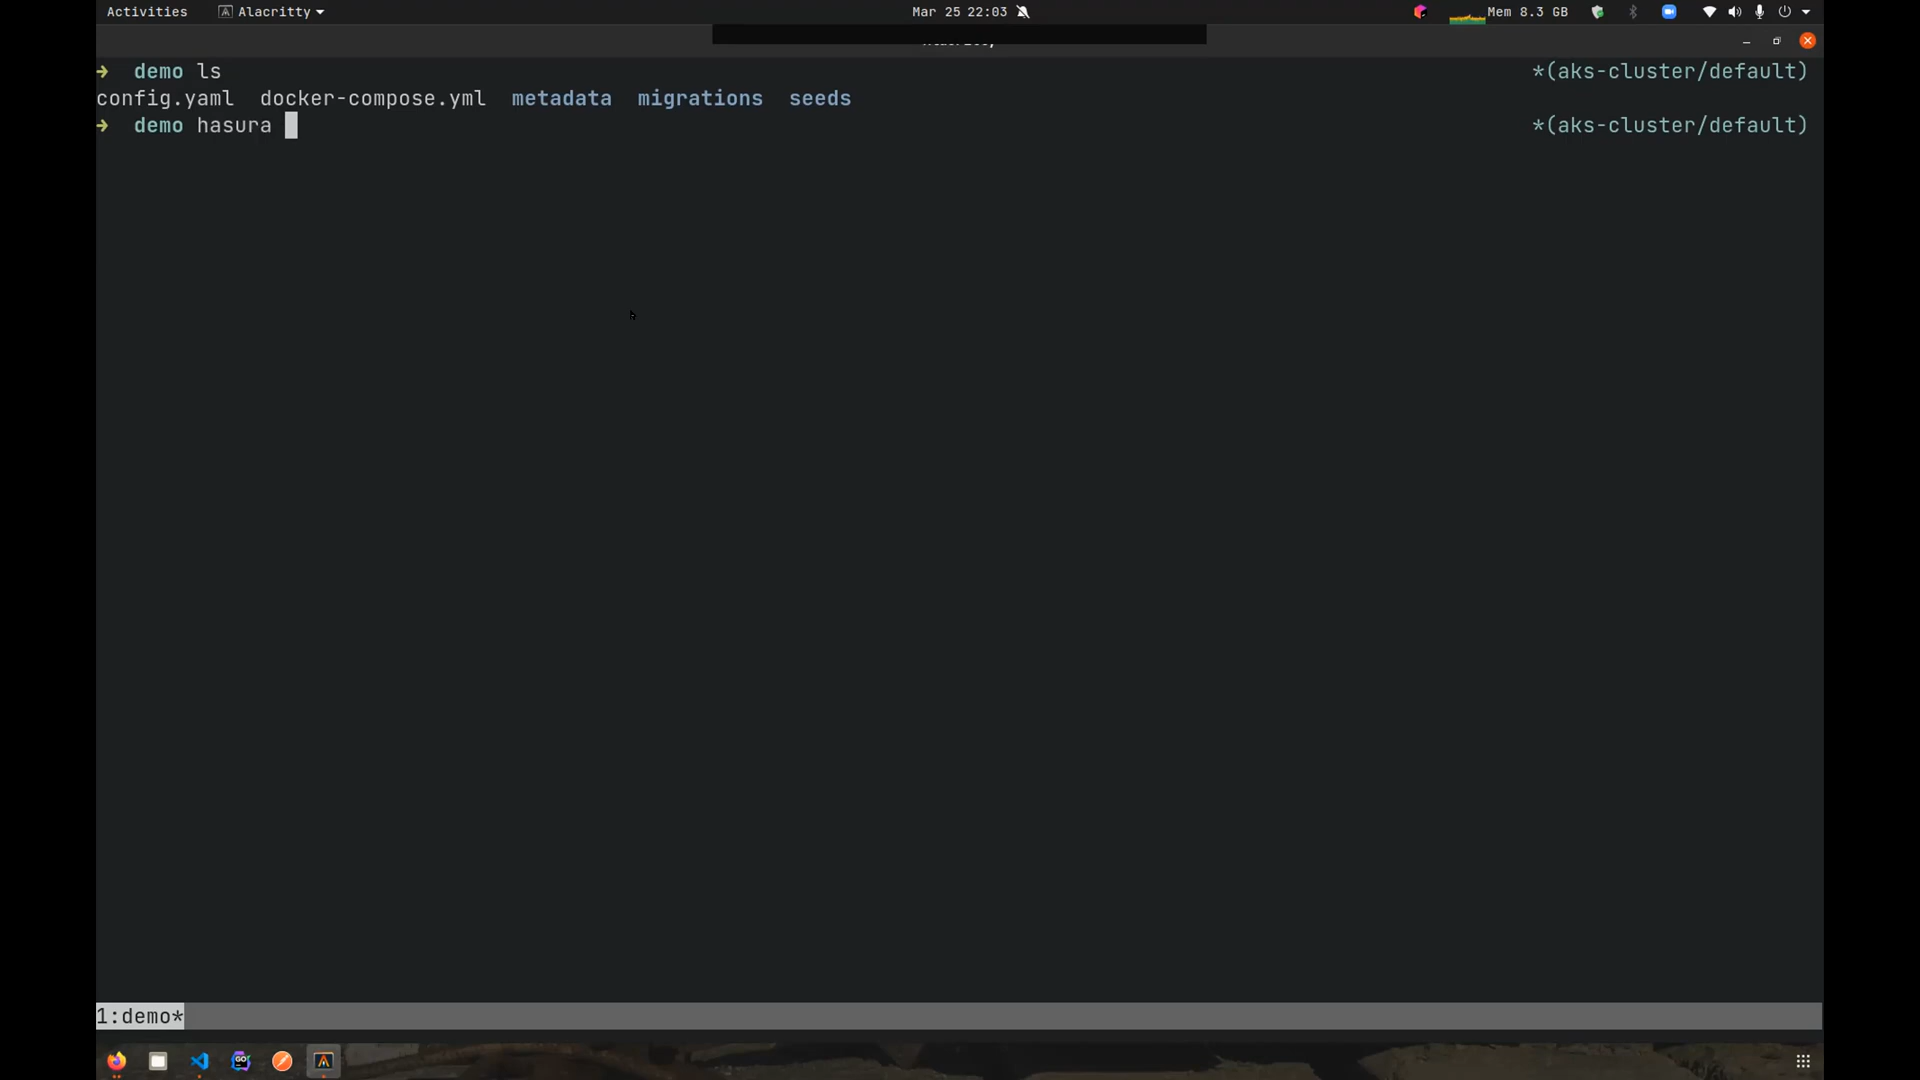 Activities Alacritty Mar 25 22:03 Mem 8.3 GB
➜ demo ls *(aks-cluster/default)
config.yaml docker-compose.yml metadata migrations seeds
➜ demo hasura *(aks-cluster/default)
1:demo*
GO